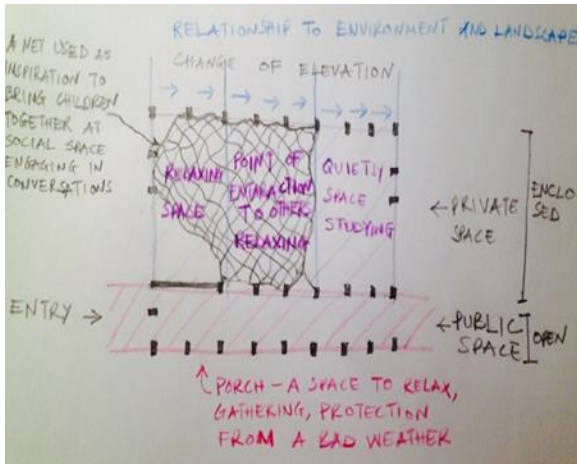 RELATIONSHIP TO ENVIRONMENT AND LANDSCAPE
CHANGE OF ELEVATION
A NET USED AS
INSPIRATION TO
BRING CHILDREN
TOGETHER AT
SOCIAL SPACE
ENGAGING IN
CONVERSATIONS
RELAXING
SPACE
POINT OF
ENTARACTION
TO OTHERS
RELAXING
QUIETLY
SPACE
STUDYING
PRIVATE
SPACE
ENCLO
SED
ENTRY
PUBLIC
SPACE
OPEN
PORCH – A SPACE TO RELAX,
GATHERING, PROTECTION
FROM A BAD WEATHER